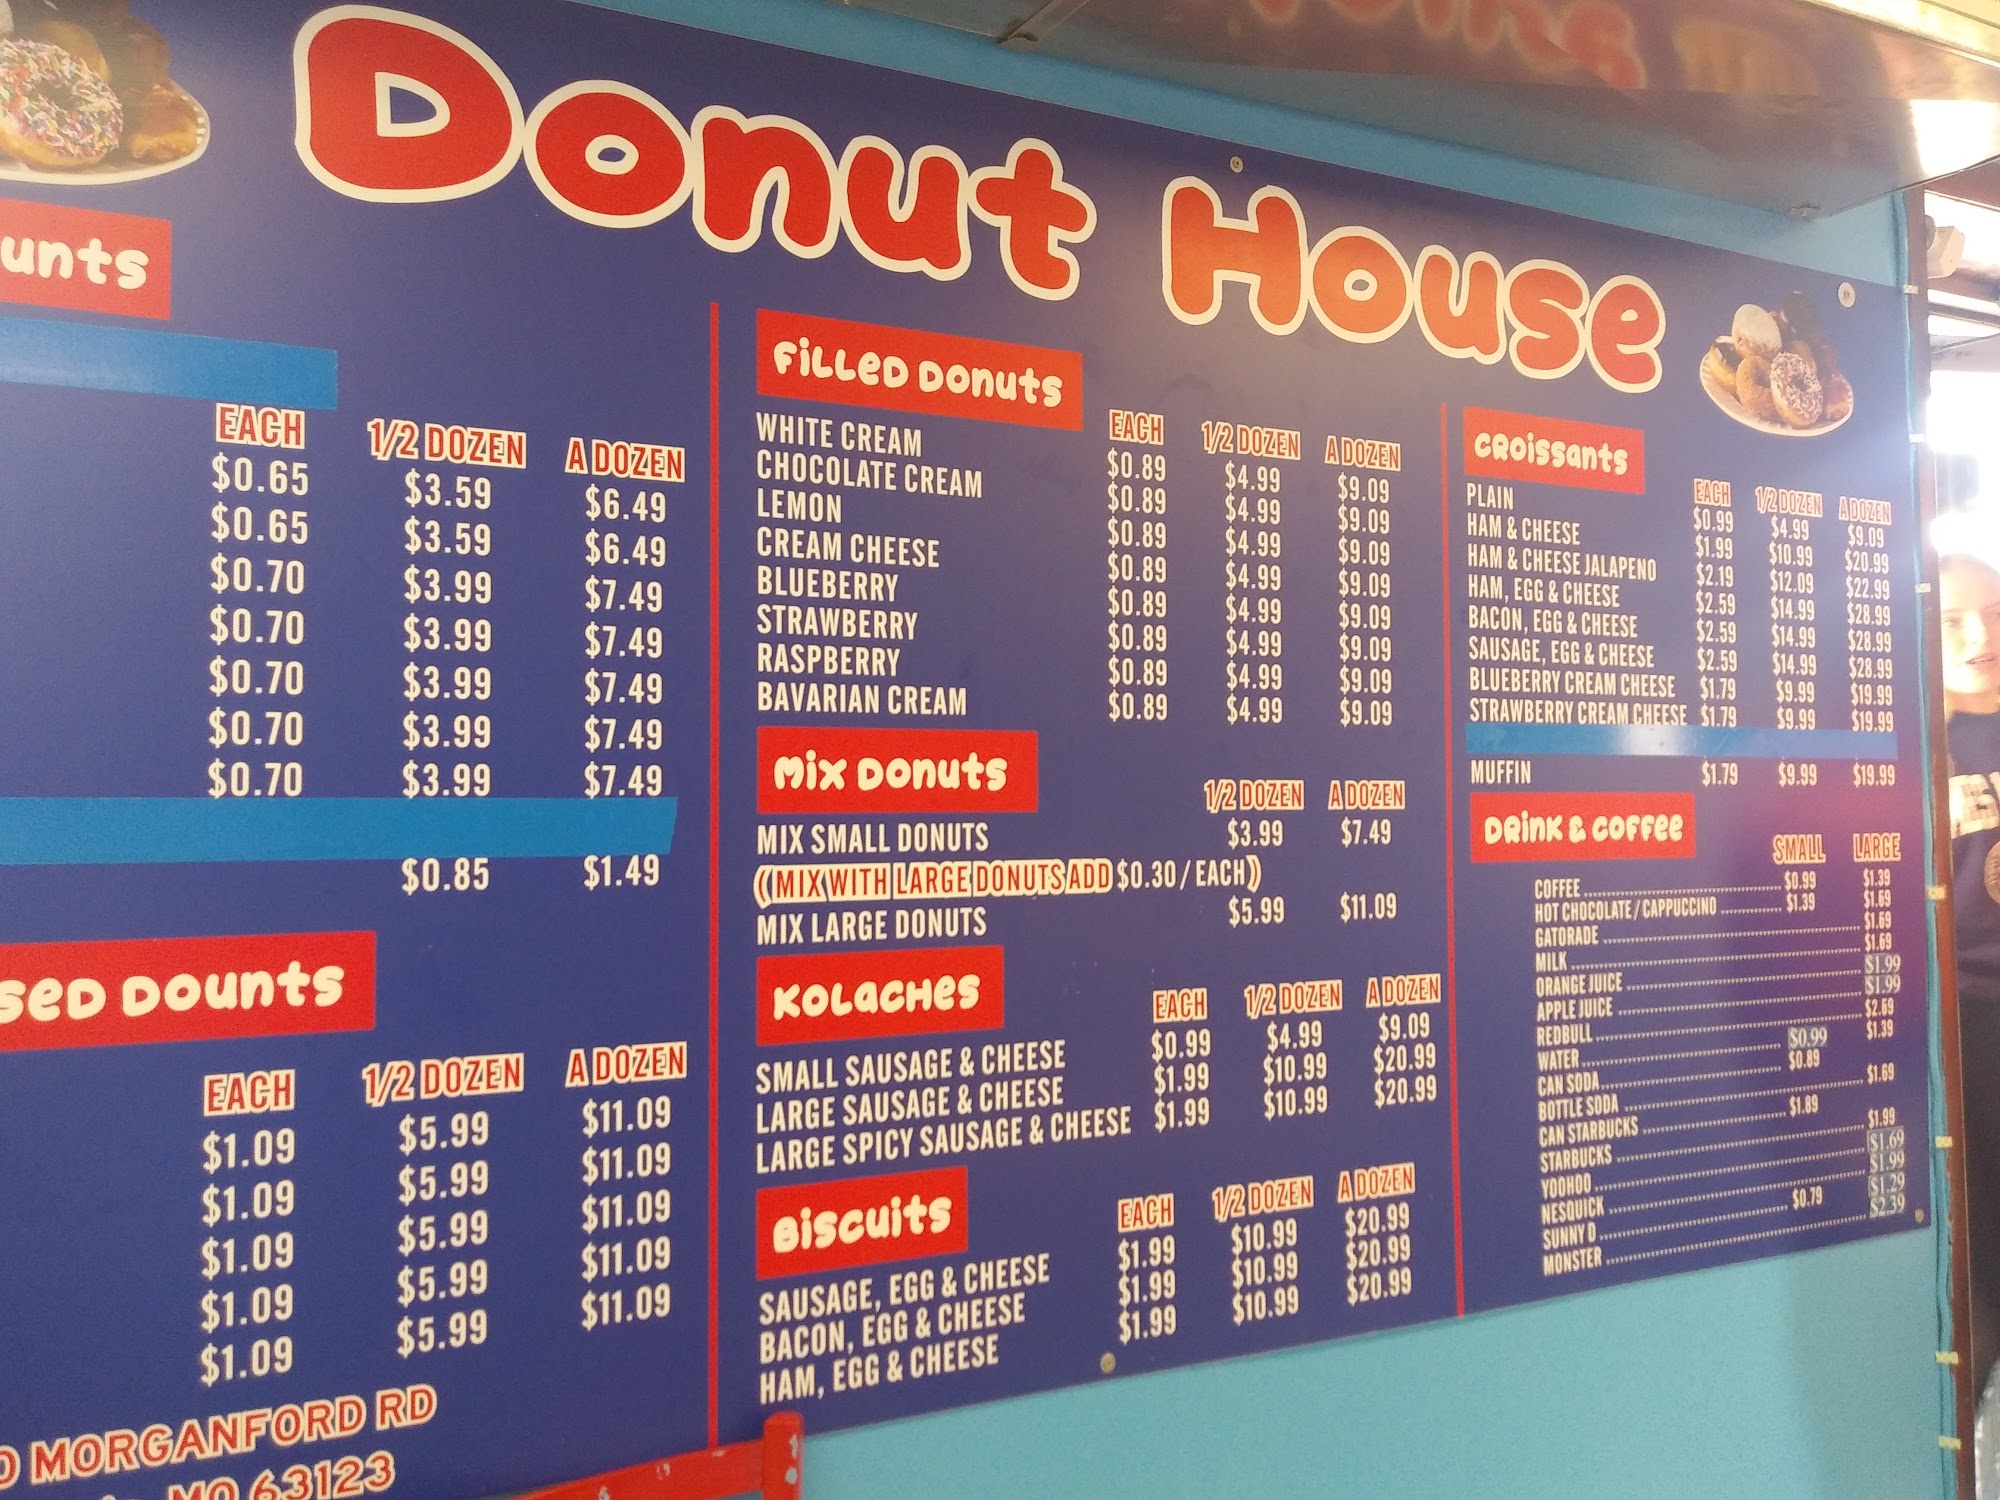 Donut House
unts
EACH 1/2 DOZEN A DOZEN
$0.65 $3.59 $6.49
$0.65 $3.59 $6.49
$0.70 $3.99 $7.49
$0.70 $3.99 $7.49
$0.70 $3.99 $7.49
$0.70 $3.99 $7.49
$0.70 $3.99 $7.49
$0.85 $1.49
SED DOUNTS
EACH 1/2 DOZEN A DOZEN
$1.09 $5.99 $11.09
$1.09 $5.99 $11.09
$1.09 $5.99 $11.09
$1.09 $5.99 $11.09
$1.09 $5.99 $11.09
MORGANFORD RD
MO 63123
FILLED DONUTS
EACH 1/2 DOZEN A DOZEN
WHITE CREAM $0.89 $4.99 $9.09
CHOCOLATE CREAM $0.89 $4.99 $9.09
LEMON $0.89 $4.99 $9.09
CREAM CHEESE $0.89 $4.99 $9.09
BLUEBERRY $0.89 $4.99 $9.09
STRAWBERRY $0.89 $4.99 $9.09
RASPBERRY $0.89 $4.99 $9.09
BAVARIAN CREAM $0.89 $4.99 $9.09
MIX DONUTS
1/2 DOZEN A DOZEN
MIX SMALL DONUTS $3.99 $7.49
(MIX WITH LARGE DONUTS ADD $0.30 / EACH)
MIX LARGE DONUTS $5.99 $11.09
KOLACHES
EACH 1/2 DOZEN A DOZEN
SMALL SAUSAGE & CHEESE $0.99 $4.99 $9.09
LARGE SAUSAGE & CHEESE $1.99 $10.99 $20.99
LARGE SPICY SAUSAGE & CHEESE $1.99 $10.99 $20.99
BISCUITS
EACH 1/2 DOZEN A DOZEN
SAUSAGE, EGG & CHEESE $1.99 $10.99 $20.99
BACON, EGG & CHEESE $1.99 $10.99 $20.99
HAM, EGG & CHEESE $1.99 $10.99 $20.99
CROISSANTS
EACH 1/2 DOZEN A DOZEN
PLAIN $0.99 $4.99 $9.09
HAM & CHEESE $1.99 $10.99 $20.99
HAM & CHEESE JALAPENO $2.19 $12.09 $22.99
HAM, EGG & CHEESE $2.59 $14.99 $28.99
BACON, EGG & CHEESE $2.59 $14.99 $28.99
SAUSAGE, EGG & CHEESE $2.59 $14.99 $28.99
BLUEBERRY CREAM CHEESE $1.79 $9.99 $19.99
STRAWBERRY CREAM CHEESE $1.79 $9.99 $19.99
MUFFIN $1.79 $9.99 $19.99
DRINK & COFFEE
SMALL LARGE
COFFEE $0.99 $1.39
HOT CHOCOLATE / CAPPUCCINO $1.39 $1.69
GATORADE $1.69
MILK $1.69
ORANGE JUICE $1.99
APPLE JUICE $1.99
REDBULL $2.69
WATER $0.99 $1.39
CAN SODA $0.89
BOTTLE SODA $1.69
CAN STARBUCKS $1.89
STARBUCKS $1.99
YOOHOO $1.69
NESQUICK $1.99
SUNNY D $0.79 $1.29
MONSTER $2.39